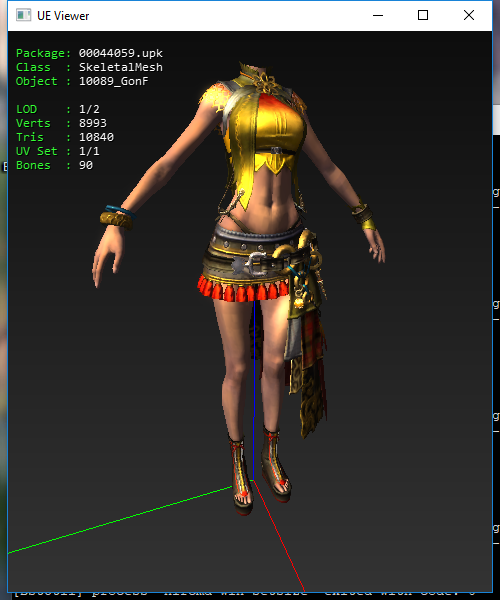 UE Viewer
Package: 00044059.upk
Class : SkeletalMesh
Object : 10089_GonF
LOD : 1/2
Verts : 8993
Tris : 10840
UV Set : 1/1
Bones : 90